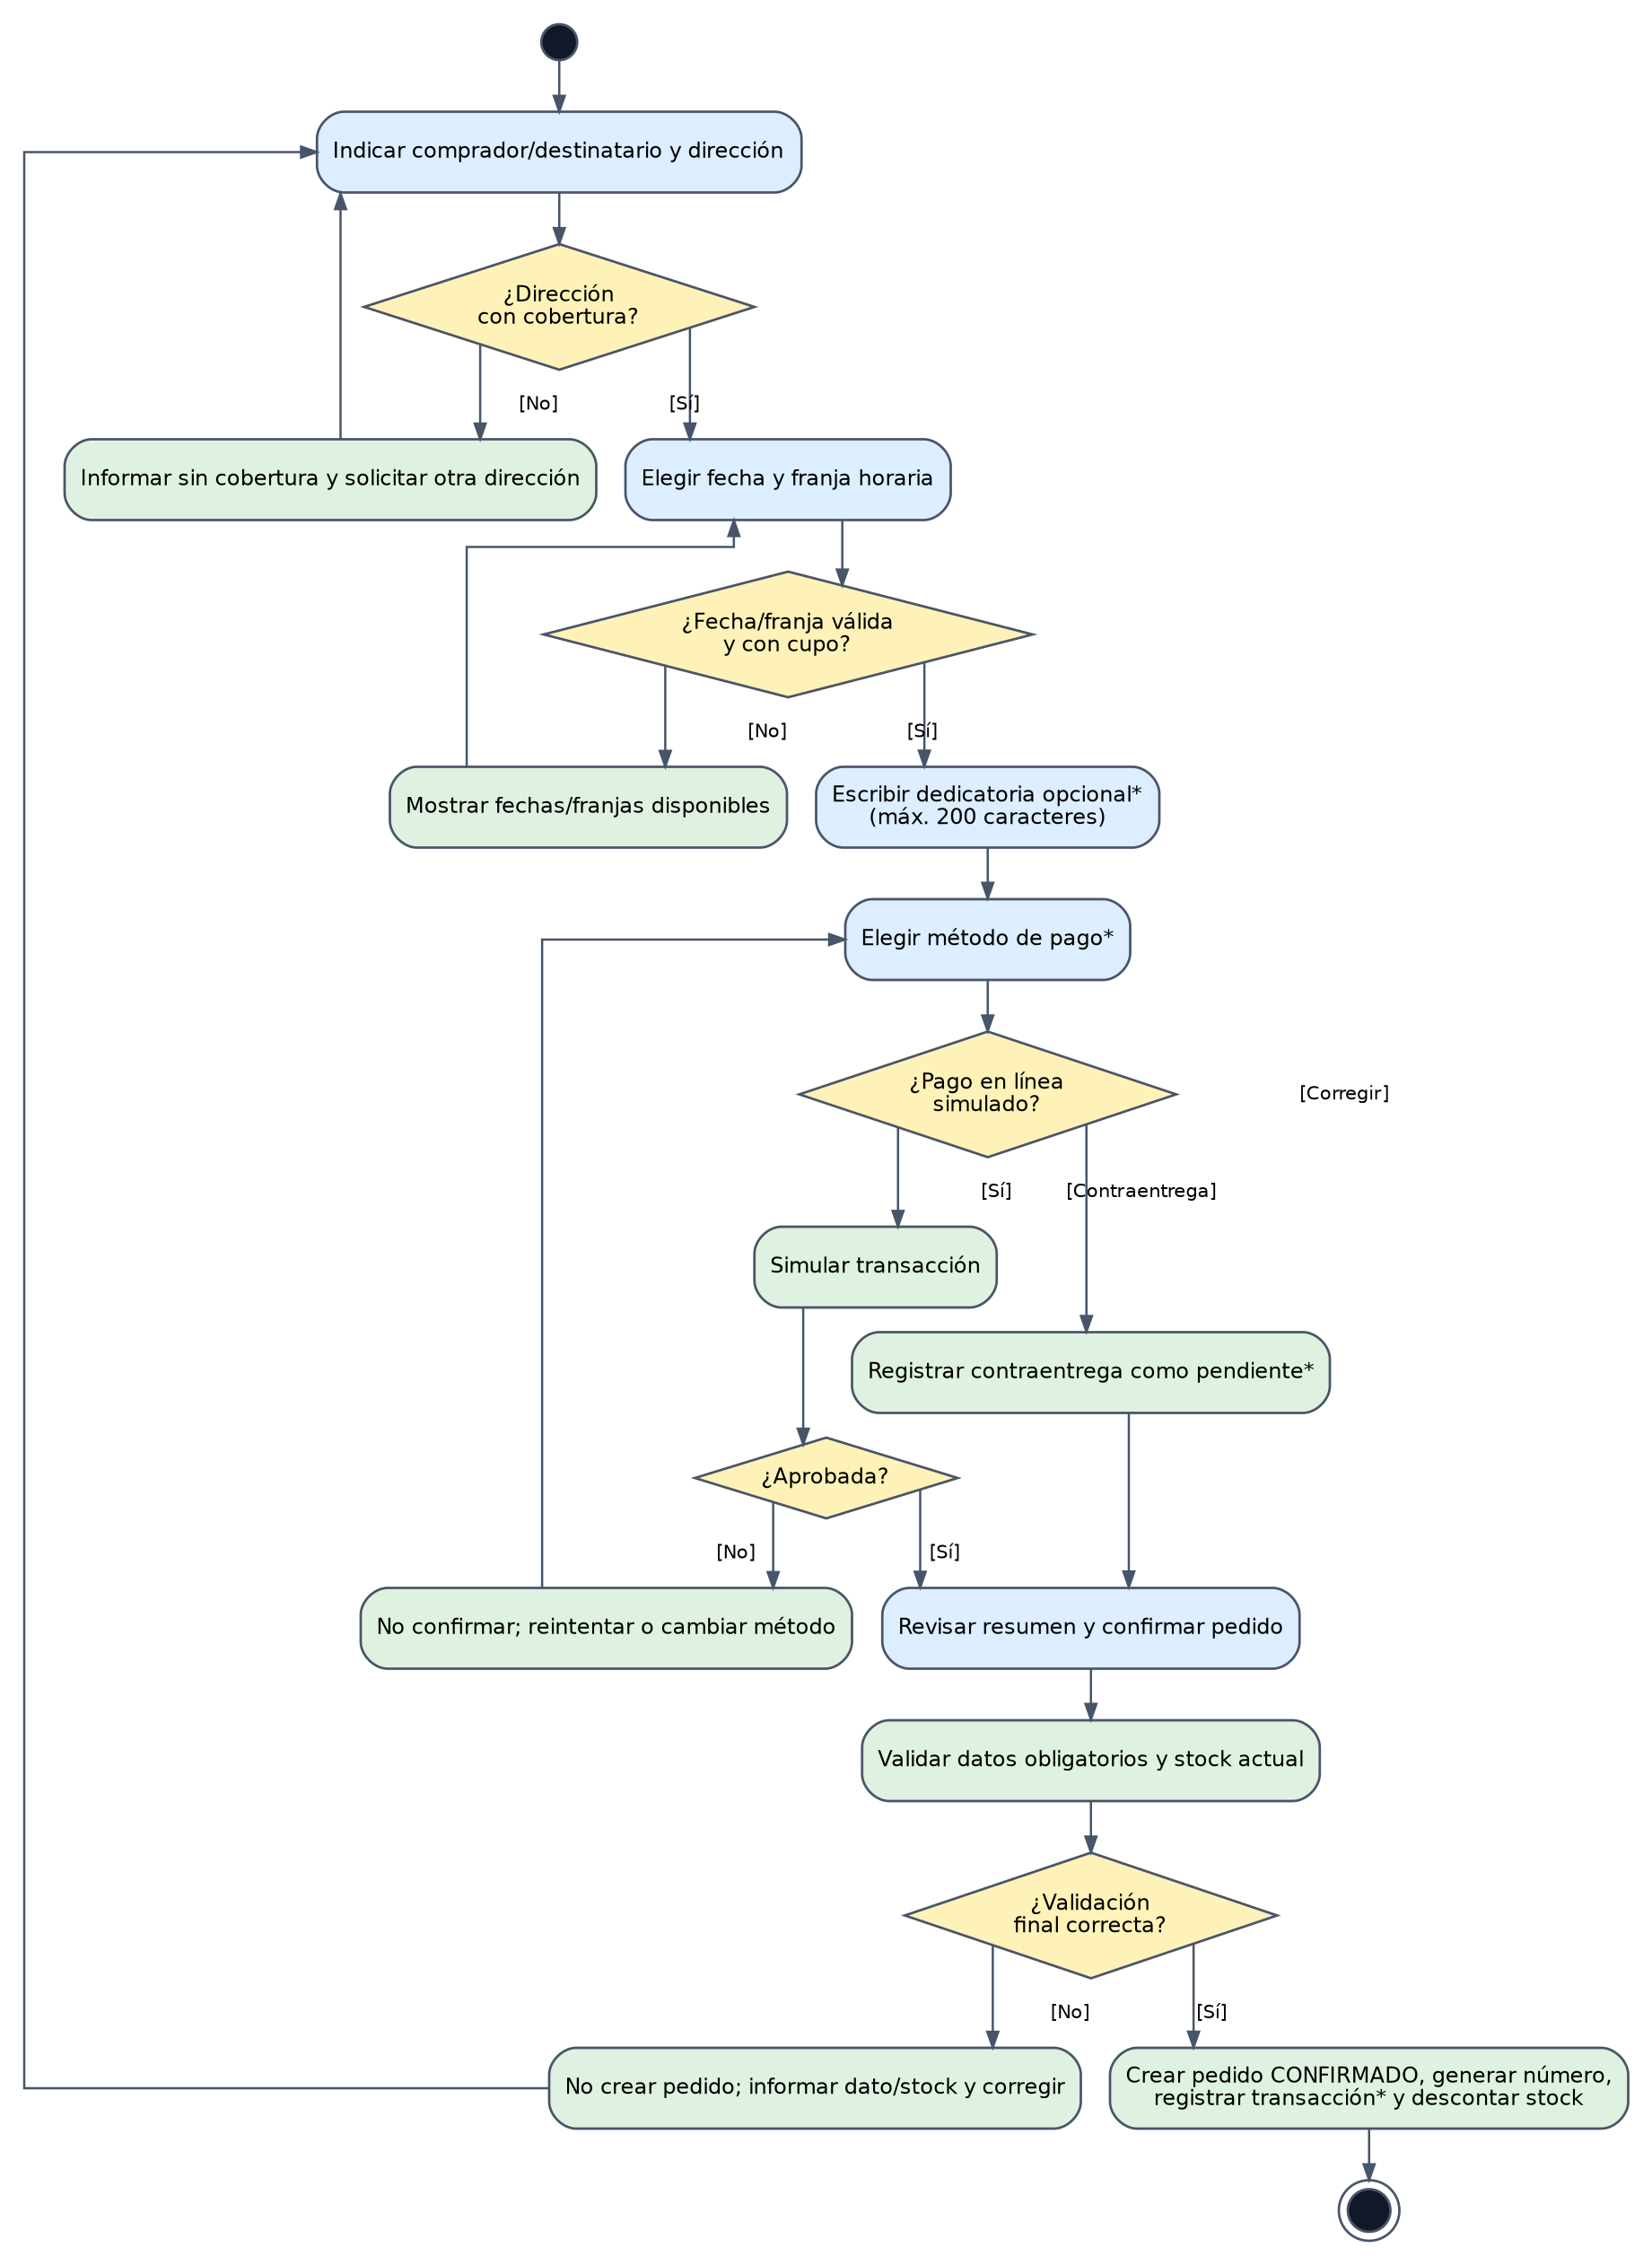 Indicar comprador/destinatario y dirección
¿Dirección
con cobertura?
[No]
[Sí]
Informar sin cobertura y solicitar otra dirección
Elegir fecha y franja horaria
¿Fecha/franja válida
y con cupo?
[No]
[Sí]
Mostrar fechas/franjas disponibles
Escribir dedicatoria opcional*
(máx. 200 caracteres)
Elegir método de pago*
¿Pago en línea
simulado?
[Corregir]
[Sí]
[Contraentrega]
Simular transacción
Registrar contraentrega como pendiente*
¿Aprobada?
[No]
[Sí]
No confirmar; reintentar o cambiar método
Revisar resumen y confirmar pedido
Validar datos obligatorios y stock actual
¿Validación
final correcta?
[No]
[Sí]
No crear pedido; informar dato/stock y corregir
Crear pedido CONFIRMADO, generar número,
registrar transacción* y descontar stock